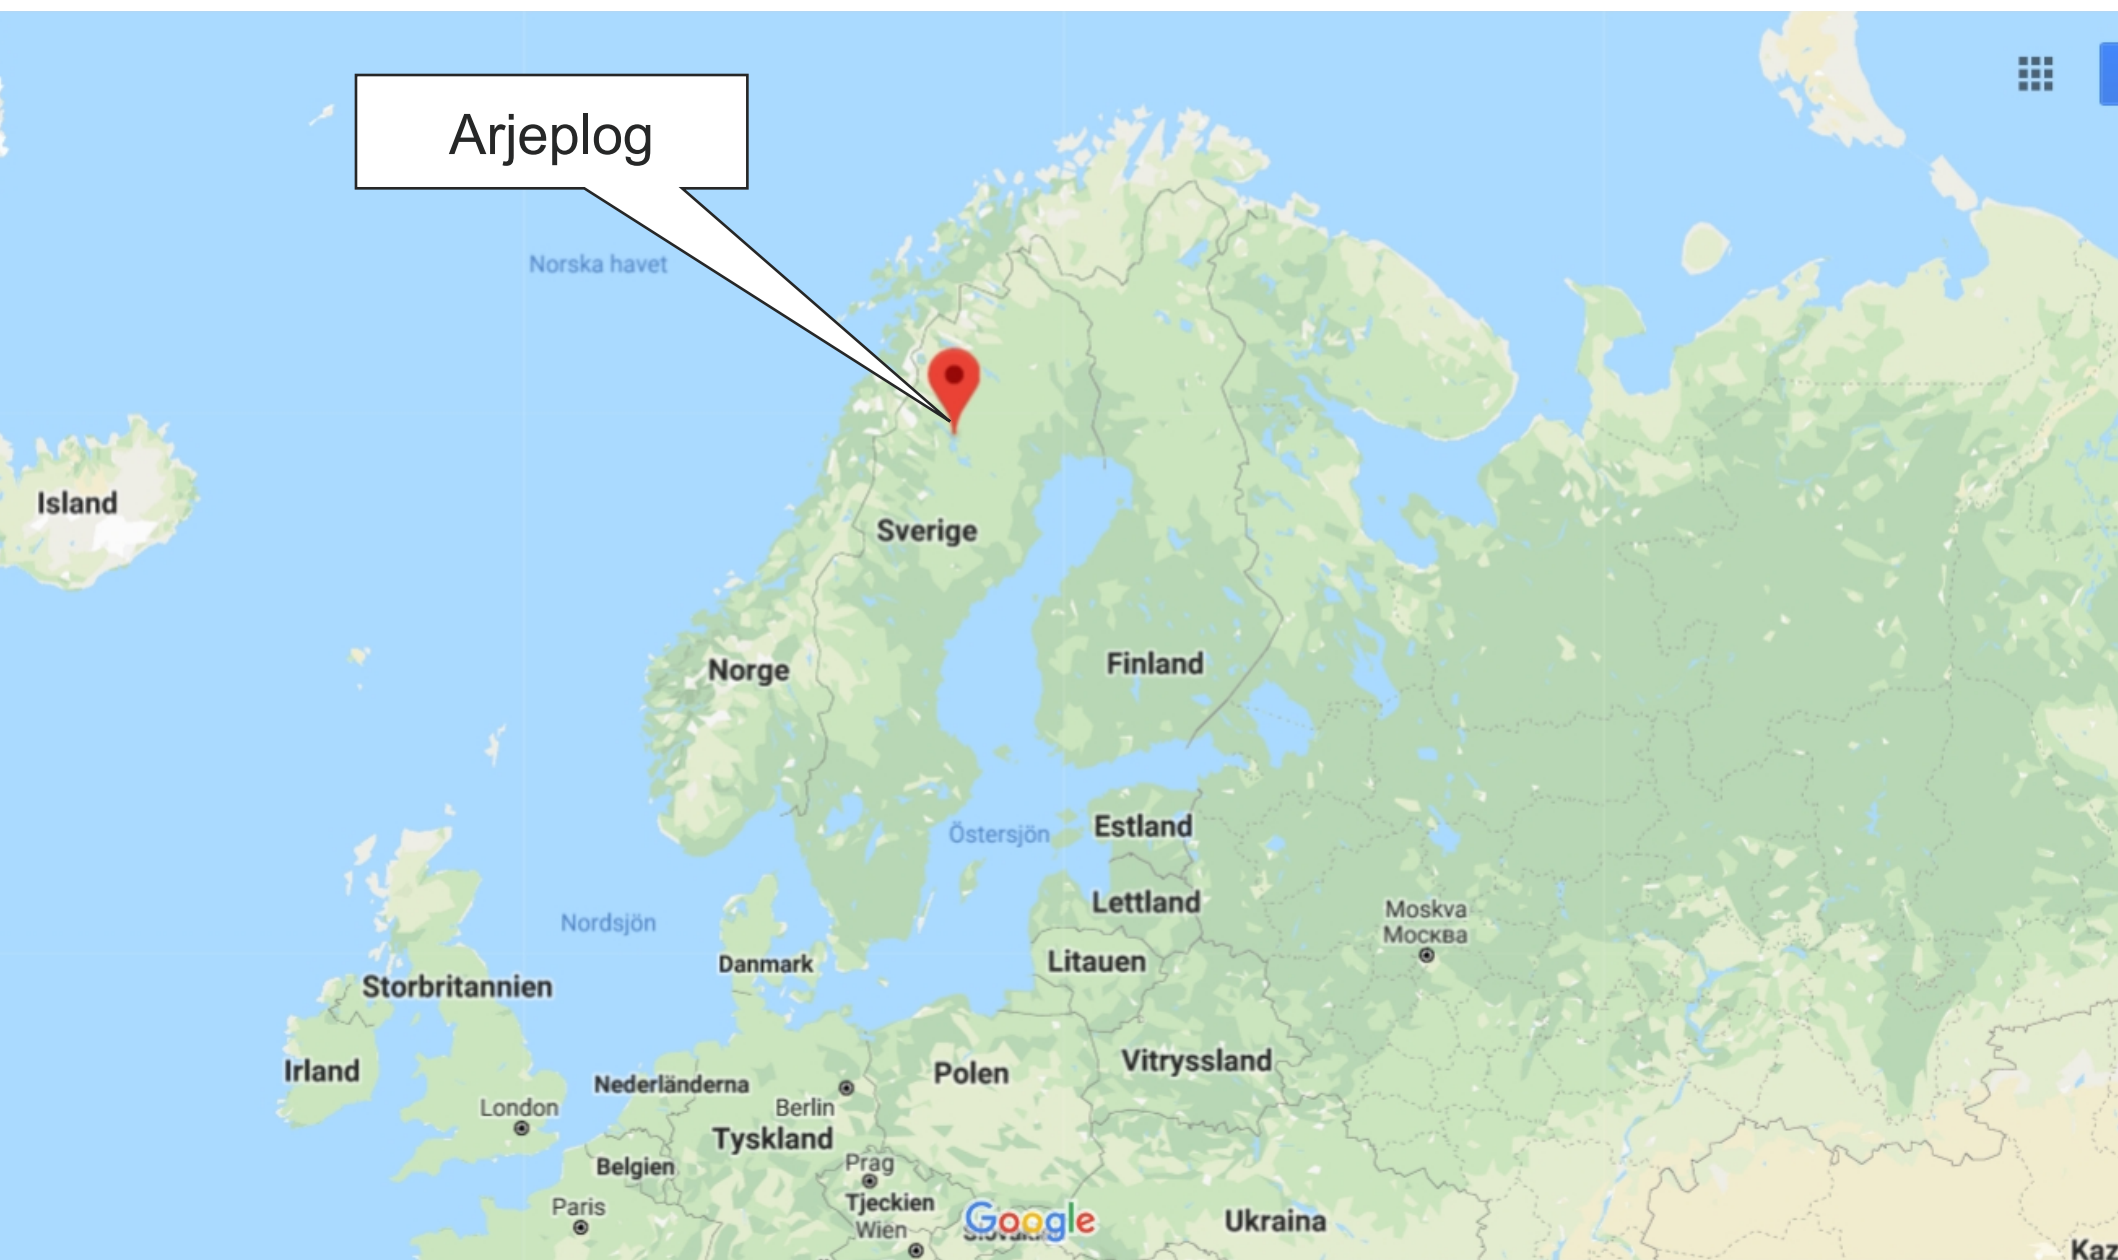 Arjeplog
Norska havet
Island
Sverige
Norge
Finland
Östersjön
Estland
Lettland
Moskva
Москва
Nordsjön
Danmark
Litauen
Storbritannien
Irland
Vitryssland
Polen
Nederländerna
London
Berlin
Tyskland
Belgien
Prag
Tjeckien
Paris
Wien
Google
Ukraina
Kaz